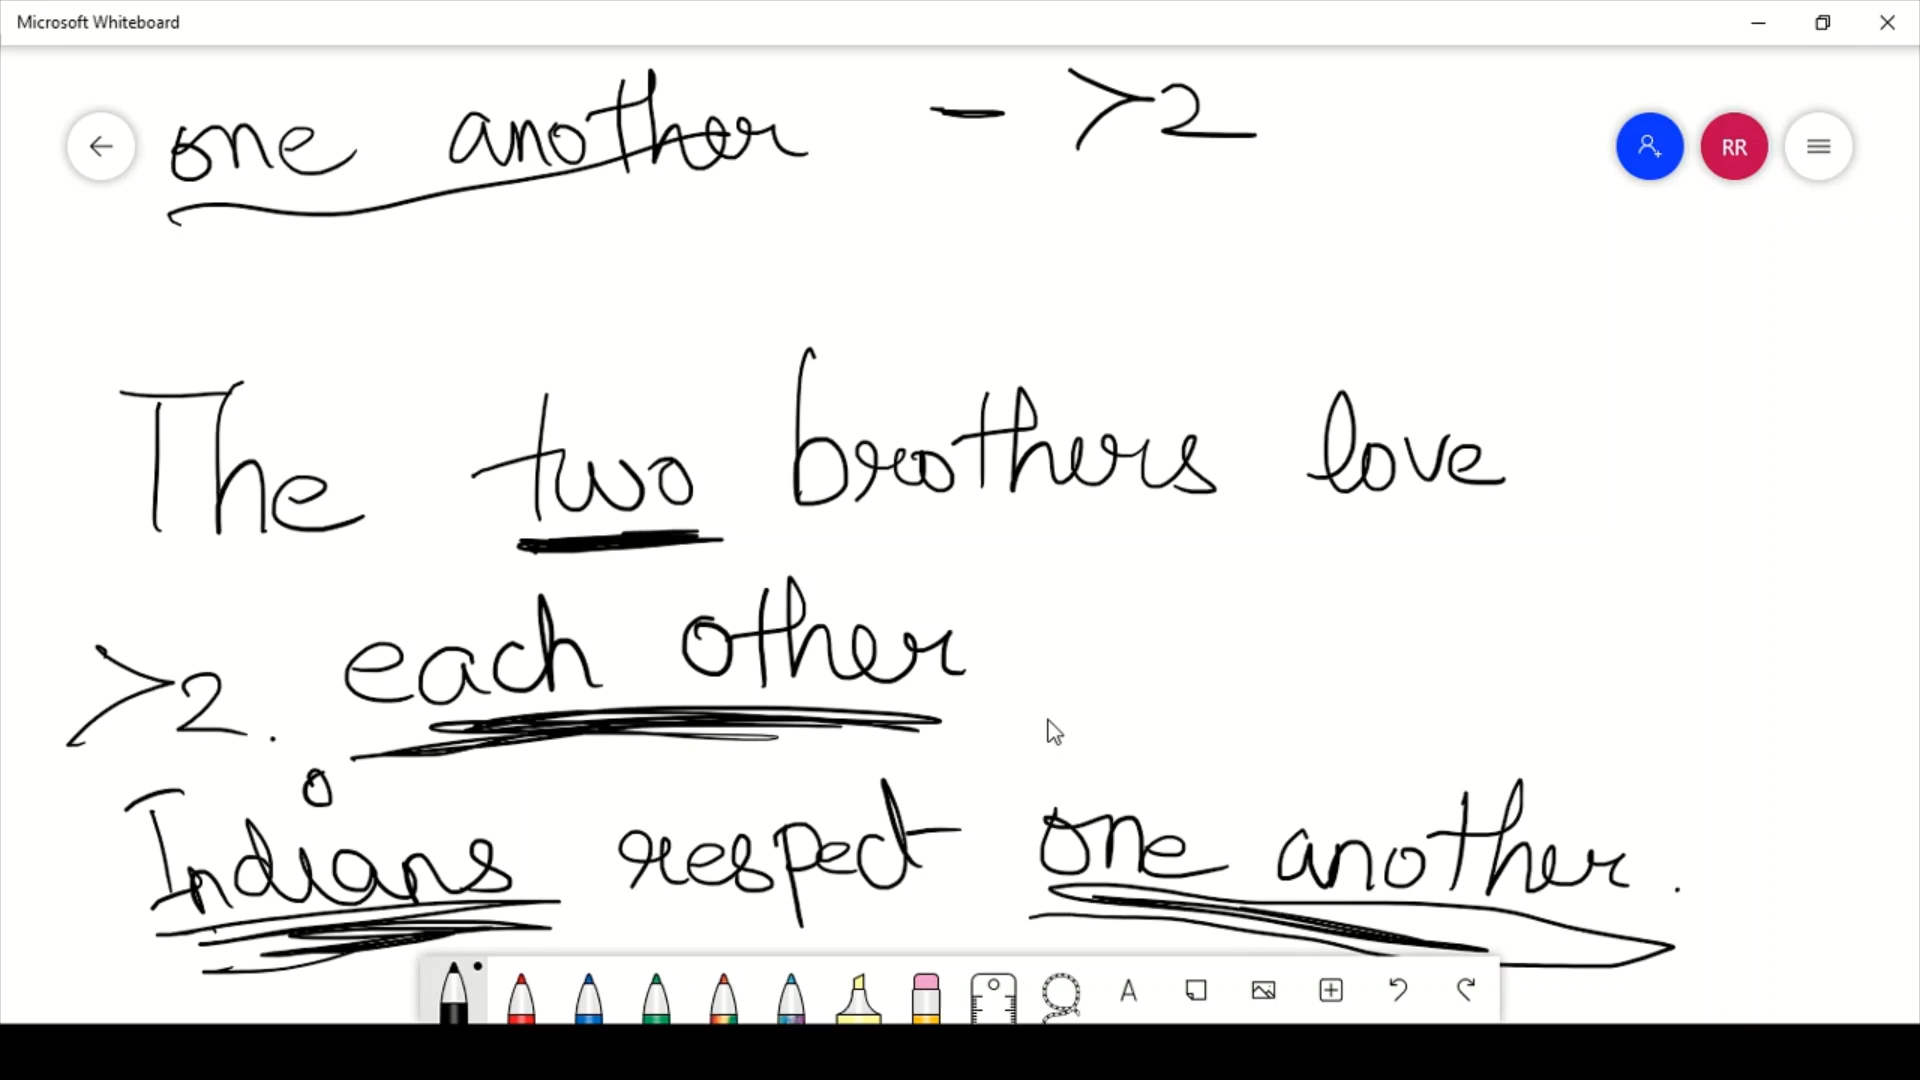 Microsoft Whiteboard
one another - >2
RR
The two brothers love
>2. each other
Indians respect one another.
A